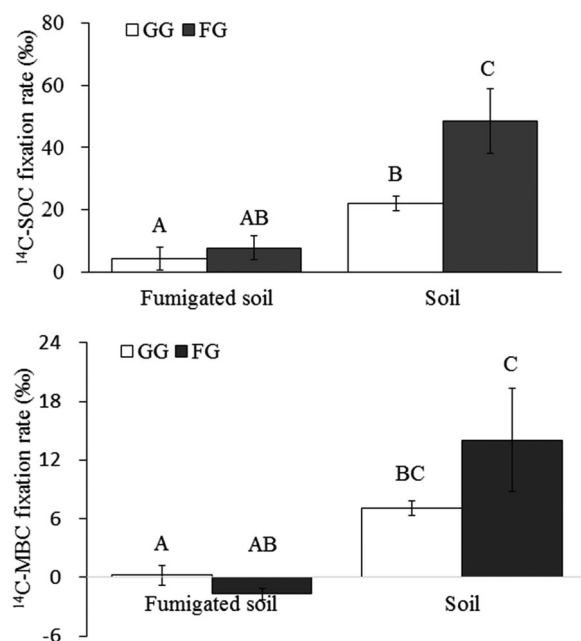 80
60
40
20
0
¹⁴C-SOC fixation rate (‰)
GG FG
A
AB
B
C
Fumigated soil Soil
24
18
12
6
0
-6
¹⁴C-MBC fixation rate (‰)
GG FG
A
AB
BC
C
Fumigated soil Soil